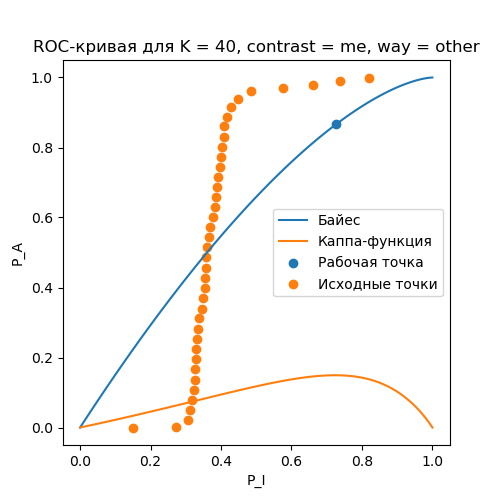 ROC-кривая для K = 40, contrast = me, way = other
1.0
0.8
0.6
0.4
0.2
0.0
P_A
0.0 0.2 0.4 0.6 0.8 1.0
P_I
Байес
Каппа-функция
Рабочая точка
Исходные точки